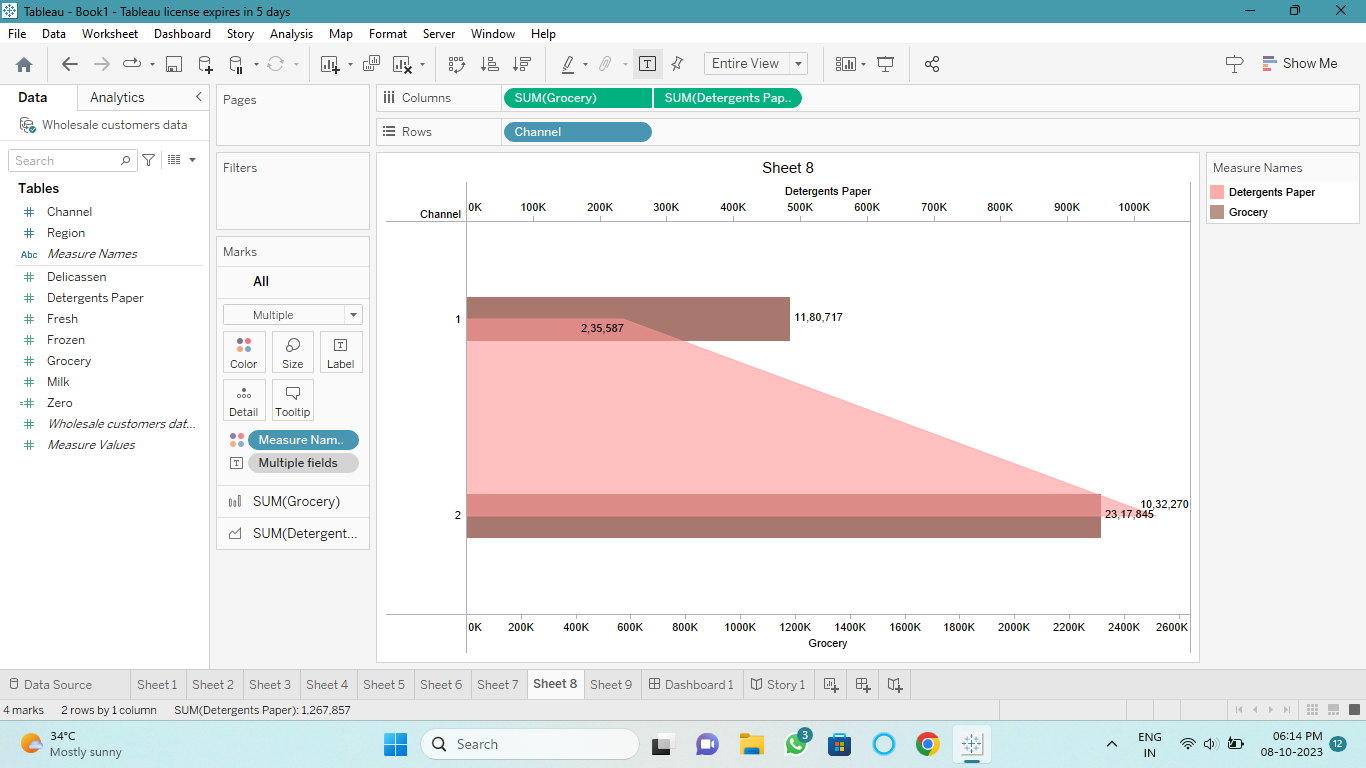 Tableau - Book1 - Tableau license expires in 5 days
File Data Worksheet Dashboard Story Analysis Map Format Server Window Help
Entire View
Show Me
Data Analytics
Wholesale customers data
Search
Tables
Channel
Region
Abc Measure Names
Delicassen
Detergents Paper
Fresh
Frozen
Grocery
Milk
Zero
Wholesale customers dat...
Measure Values
Pages
Filters
Marks
All
Multiple
Color Size Label
Detail Tooltip
Measure Nam..
Multiple fields
SUM(Grocery)
SUM(Detergent...
Columns SUM(Grocery) SUM(Detergents Pap..
Rows Channel
Sheet 8
Detergents Paper
Channel 0K 100K 200K 300K 400K 500K 600K 700K 800K 900K 1000K
1 11,80,717
2,35,587
10,32,270
2 23,17,845
0K 200K 400K 600K 800K 1000K 1200K 1400K 1600K 1800K 2000K 2200K 2400K 2600K
Grocery
Measure Names
Detergents Paper
Grocery
Data Source Sheet 1 Sheet 2 Sheet 3 Sheet 4 Sheet 5 Sheet 6 Sheet 7 Sheet 8 Sheet 9 Dashboard 1 Story 1
4 marks 2 rows by 1 column SUM(Detergents Paper): 1,267,857
34°C
Mostly sunny
Search
3
ENG
IN
06:14 PM
08-10-2023
12